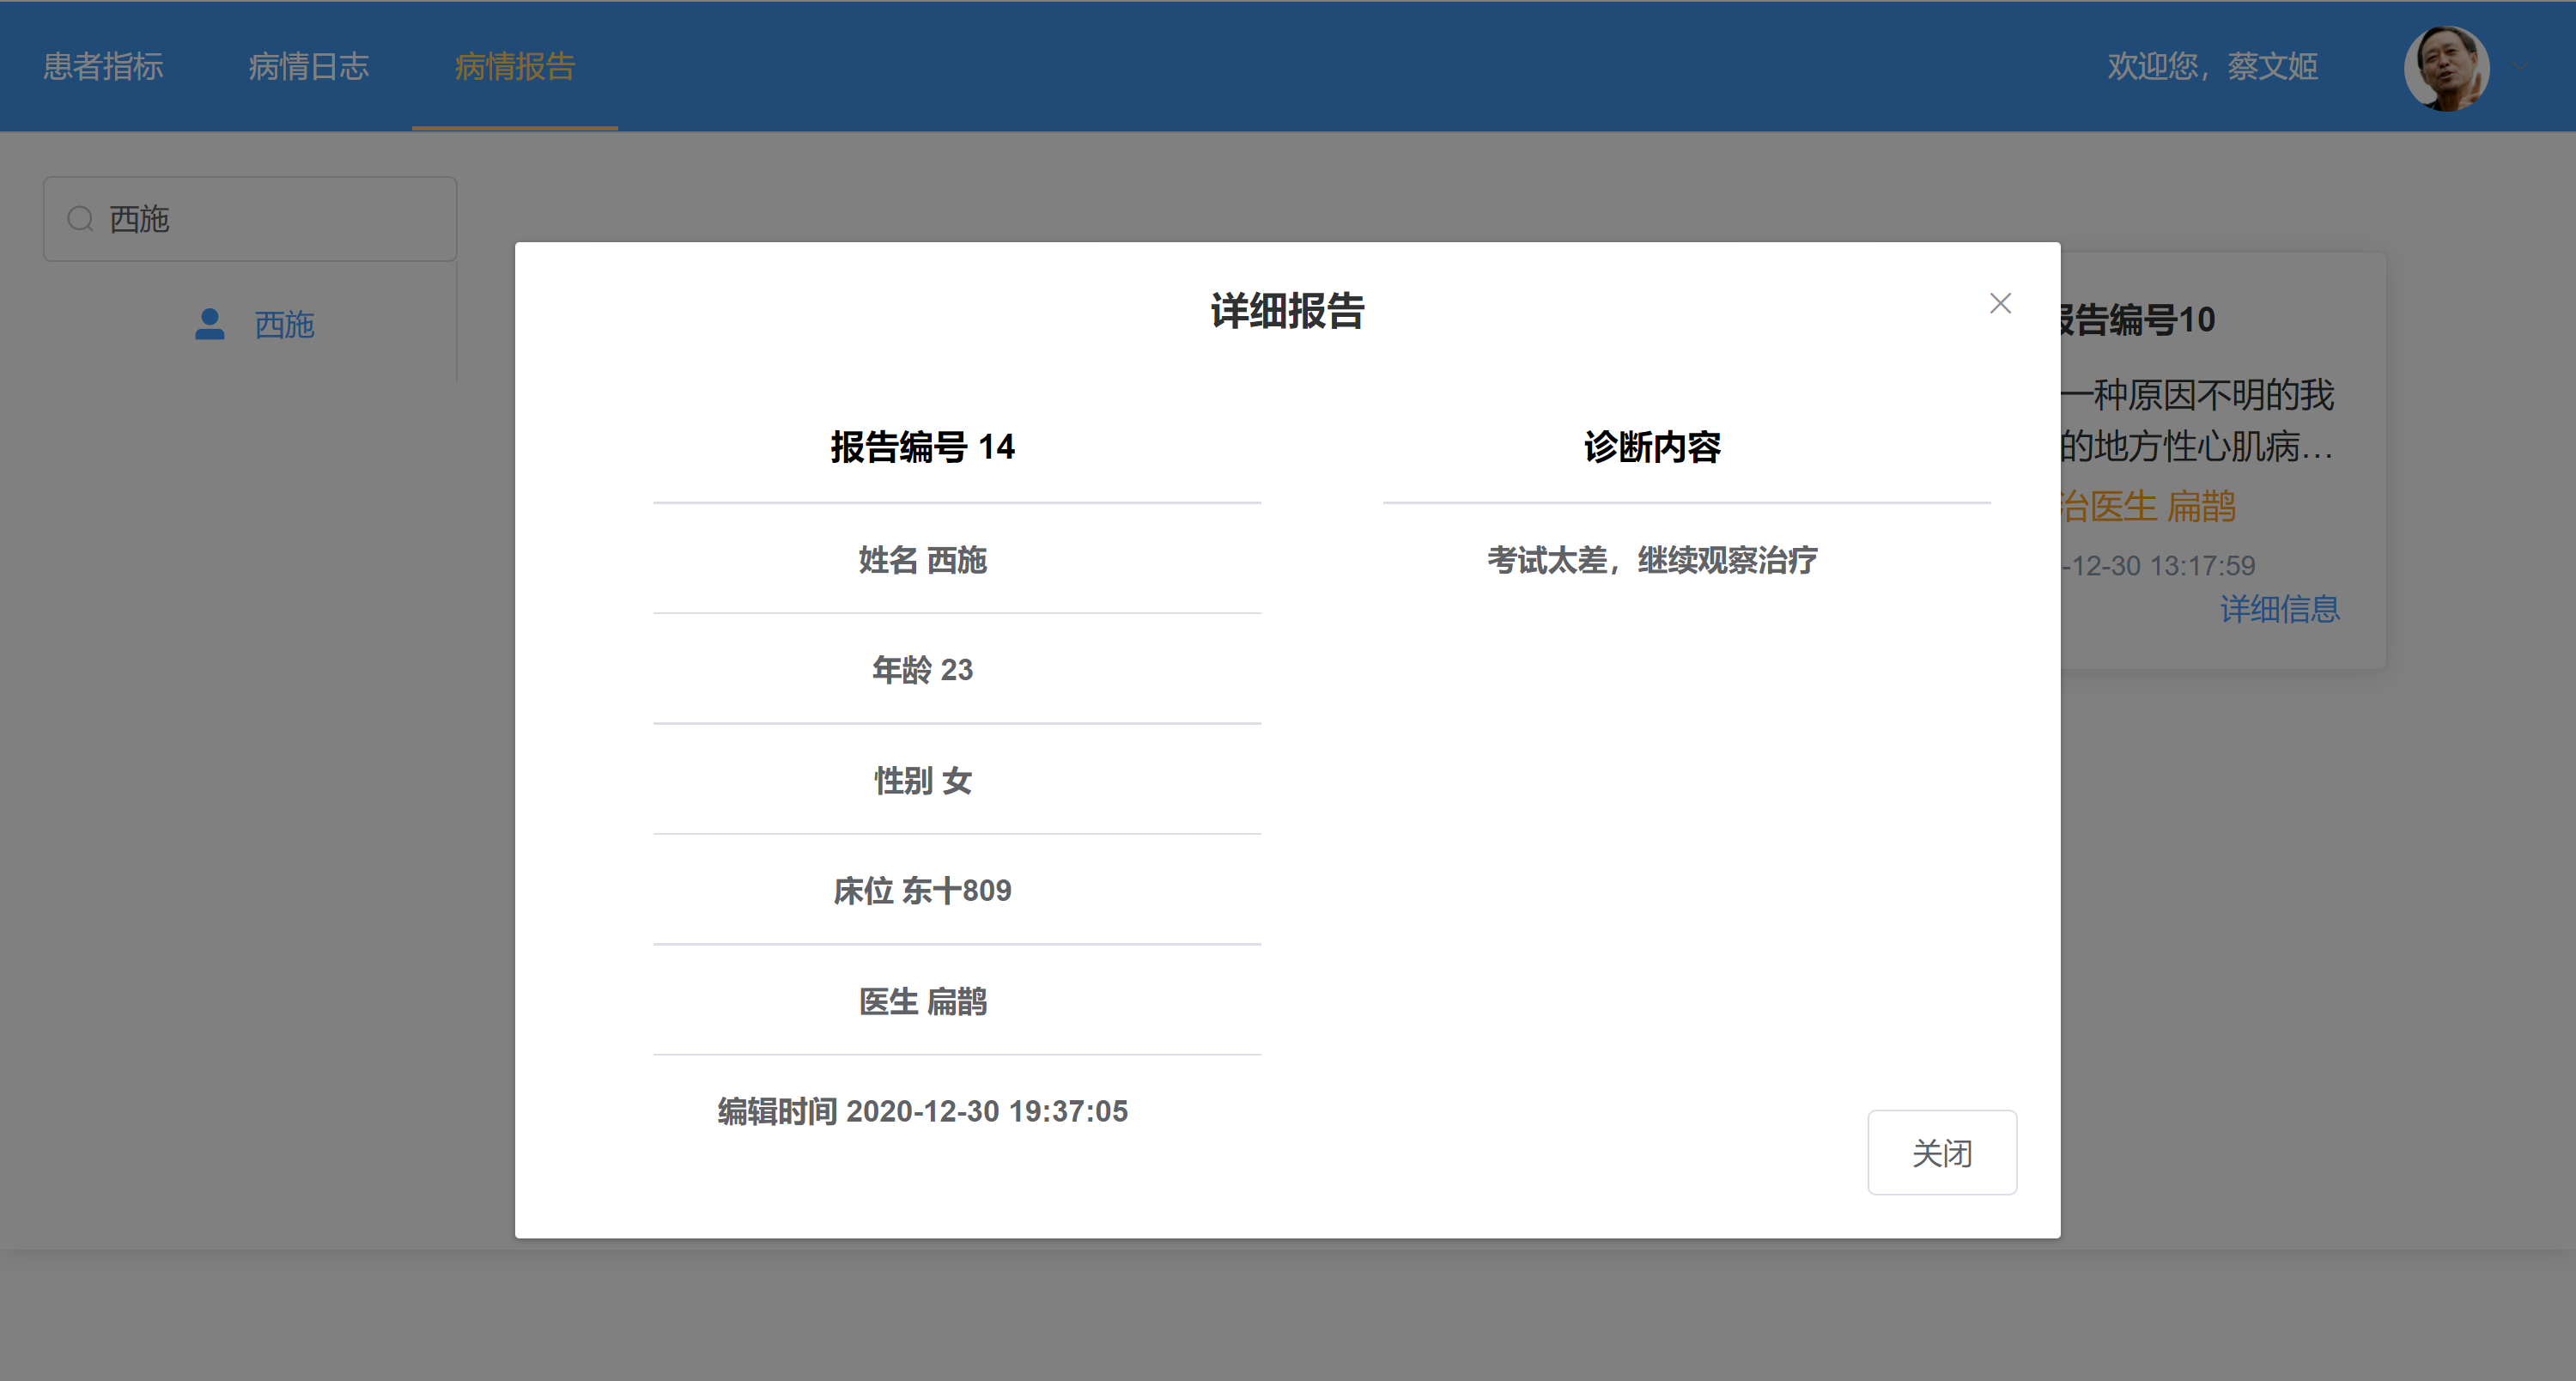 患者指标 病情日志 病情报告 欢迎您，蔡文姬
西施
西施
详细报告
报告编号 14
姓名 西施
年龄 23
性别 女
床位 东十809
医生 扁鹊
编辑时间 2020-12-30 19:37:05
诊断内容
考试太差，继续观察治疗
关闭
报告编号10
一种原因不明的我
的地方性心肌病…
治医生 扁鹊
-12-30 13:17:59
详细信息